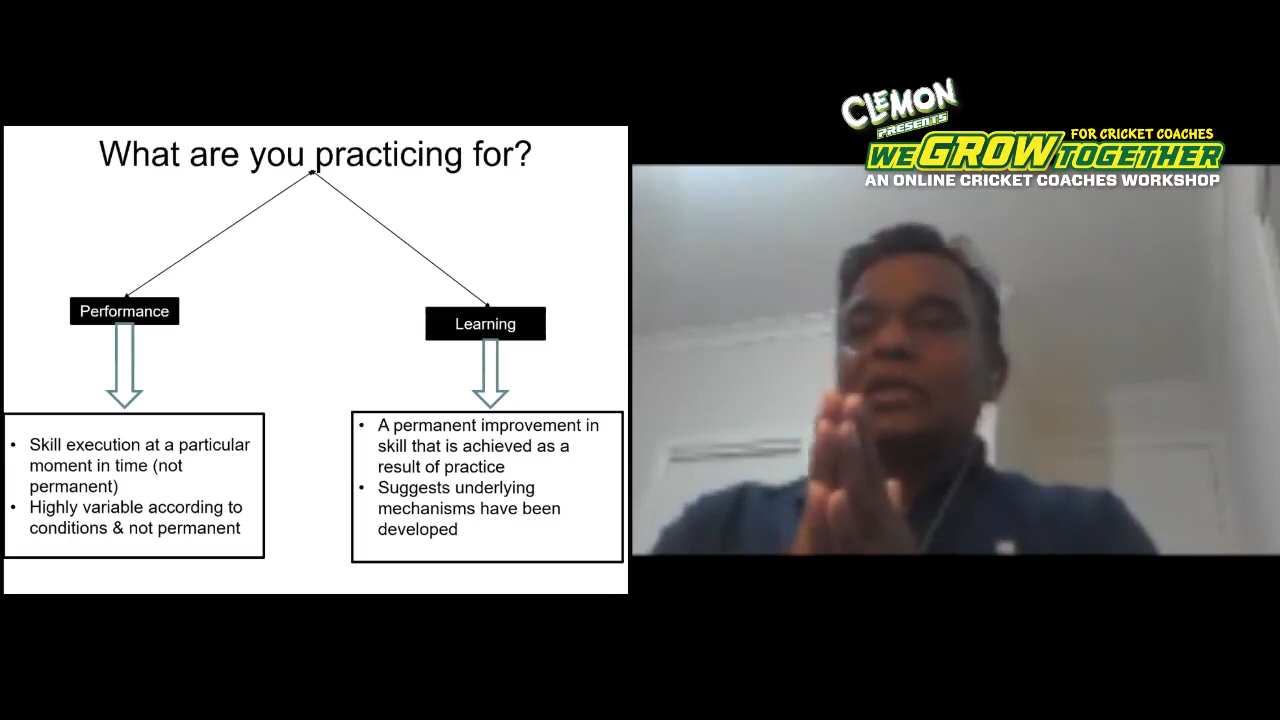 What are you practicing for?
Performance
Learning
• Skill execution at a particular
moment in time (not
permanent)
• Highly variable according to
conditions & not permanent
• A permanent improvement in
skill that is achieved as a
result of practice
• Suggests underlying
mechanisms have been
developed
CLEMON
PRESENTS
FOR CRICKET COACHES
WE GROW TOGETHER
AN ONLINE CRICKET COACHES WORKSHOP